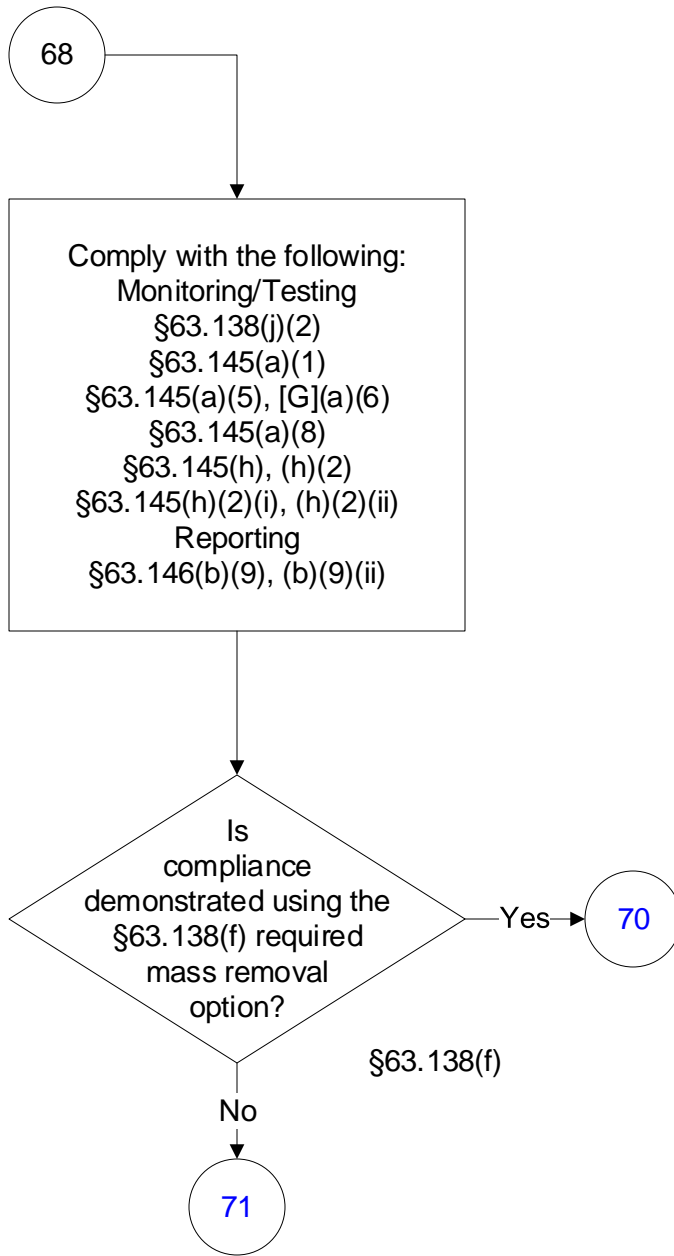 68
Comply with the following:
Monitoring/Testing
§63.138(j)(2)
§63.145(a)(1)
§63.145(a)(5), [G](a)(6)
§63.145(a)(8)
§63.145(h), (h)(2)
§63.145(h)(2)(i), (h)(2)(ii)
Reporting
§63.146(b)(9), (b)(9)(ii)
Is
compliance
demonstrated using the
§63.138(f) required
mass removal
option?
Yes
70
§63.138(f)
No
71